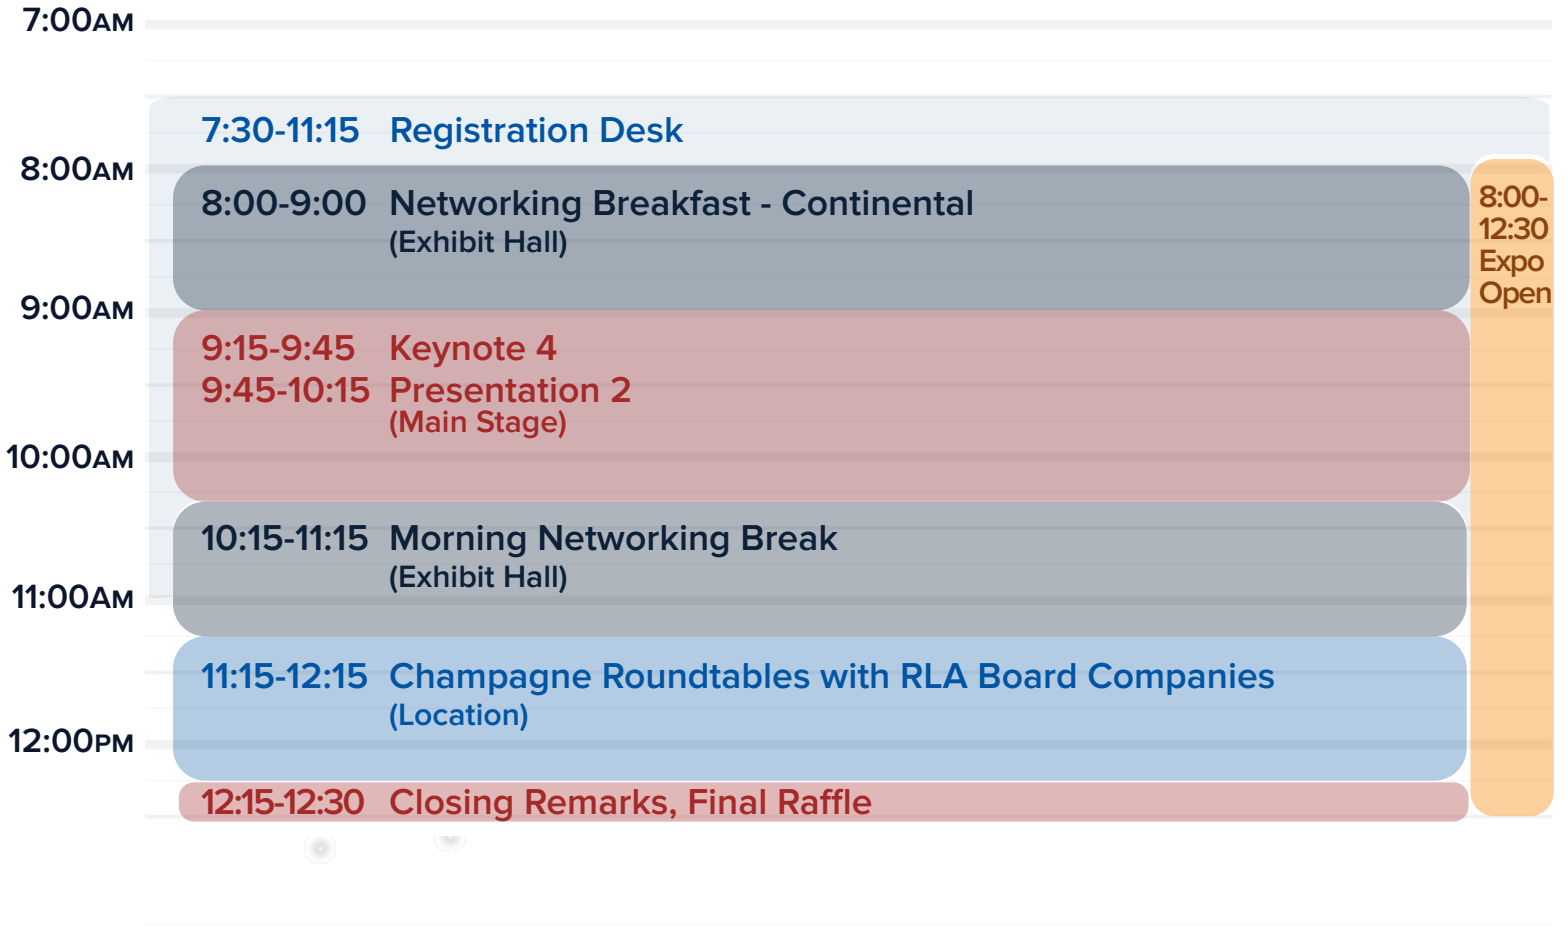 7:00AM
7:30-11:15 Registration Desk
8:00AM
8:00-9:00 Networking Breakfast - Continental
(Exhibit Hall)
8:00-
12:30
Expo
Open
9:00AM
9:15-9:45 Keynote 4
9:45-10:15 Presentation 2
(Main Stage)
10:00AM
10:15-11:15 Morning Networking Break
(Exhibit Hall)
11:00AM
11:15-12:15 Champagne Roundtables with RLA Board Companies
(Location)
12:00PM
12:15-12:30 Closing Remarks, Final Raffle